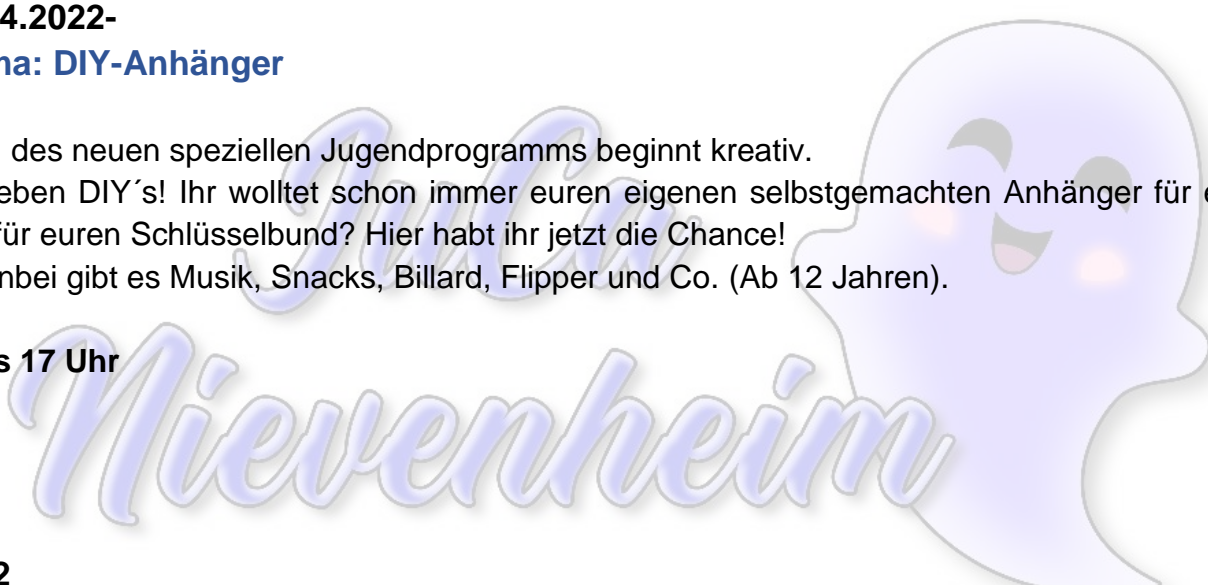 4.2022-
ma: DIY-Anhänger
des neuen speziellen Jugendprogramms beginnt kreativ.
eben DIY´s! Ihr wolltet schon immer euren eigenen selbstgemachten Anhänger für e
für euren Schlüsselbund? Hier habt ihr jetzt die Chance!
nbei gibt es Musik, Snacks, Billard, Flipper und Co. (Ab 12 Jahren).
s 17 Uhr
2
JuCa
Nievenheim